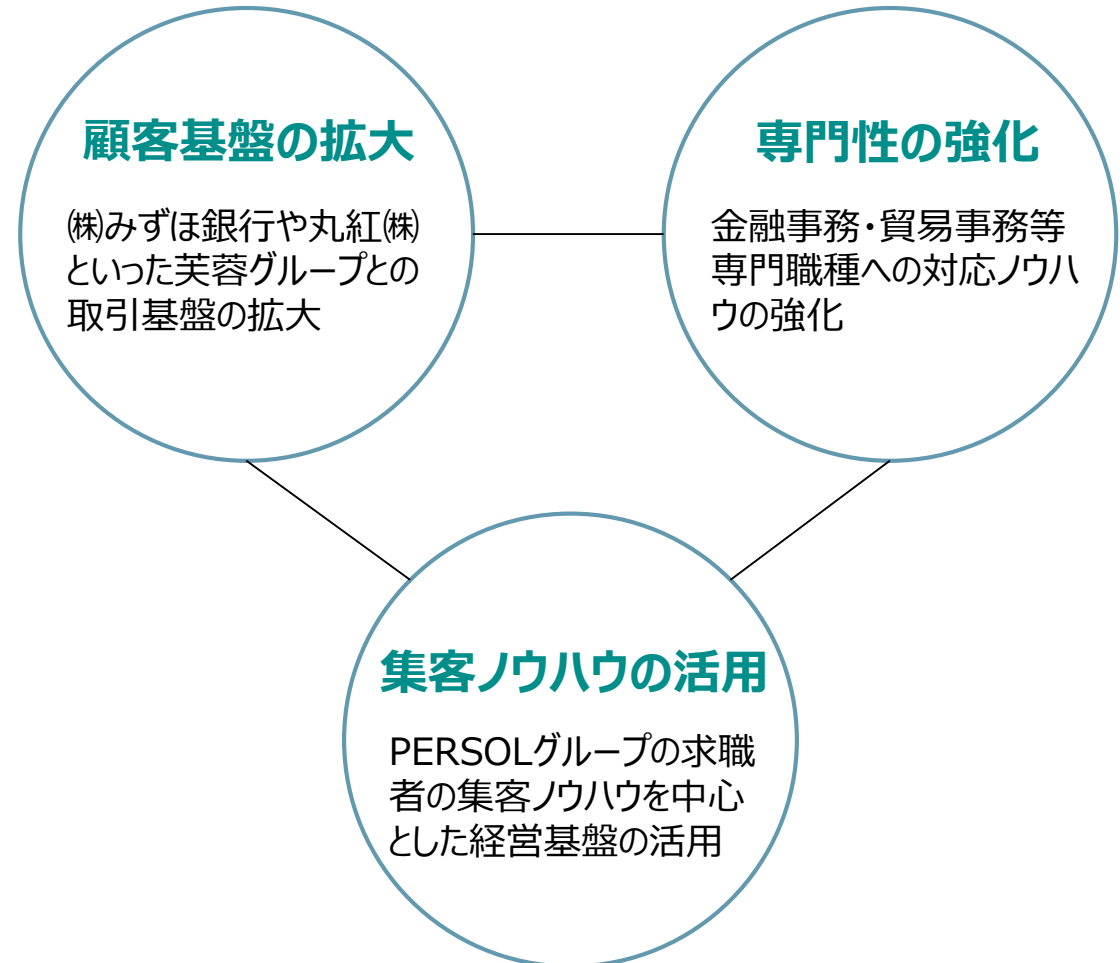 顧客基盤の拡大
㈱みずほ銀行や丸紅㈱
といった芙蓉グループとの
取引基盤の拡大
専門性の強化
金融事務・貿易事務等
専門職種への対応ノウハ
ウの強化
集客ノウハウの活用
PERSOLグループの求職
者の集客ノウハウを中心
とした経営基盤の活用